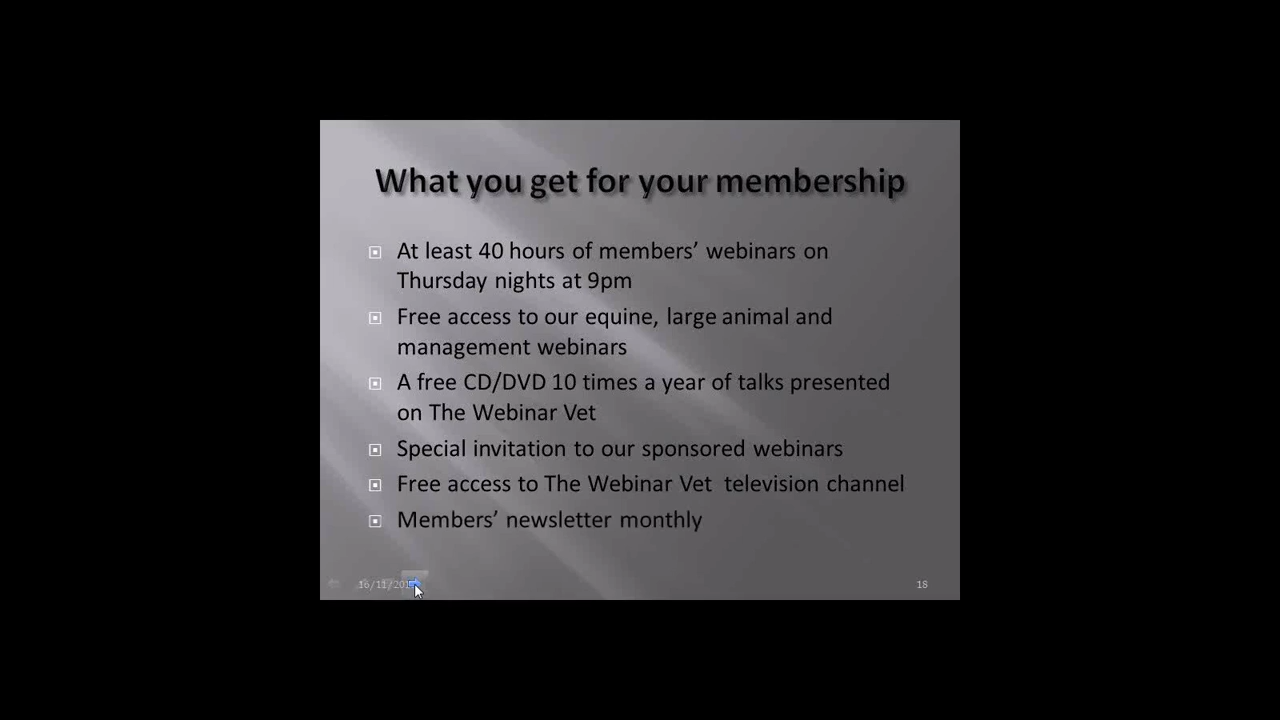 What you get for your membership
At least 40 hours of members’ webinars on
Thursday nights at 9pm
Free access to our equine, large animal and
management webinars
A free CD/DVD 10 times a year of talks presented
on The Webinar Vet
Special invitation to our sponsored webinars
Free access to The Webinar Vet  television channel
Members’ newsletter monthly
18